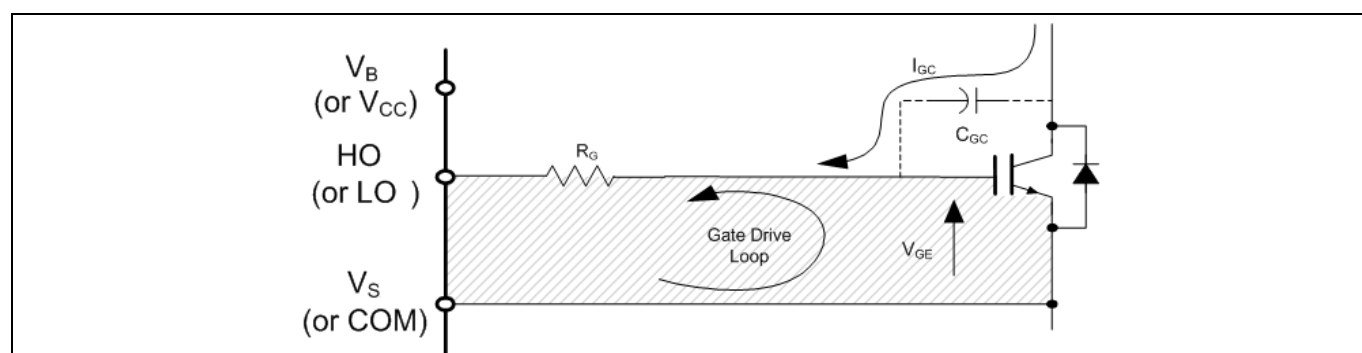 V_B
(or V_CC)
HO
(or LO )
V_S
(or COM)
R_G
I_GC
C_GC
Gate Drive
Loop
V_GE